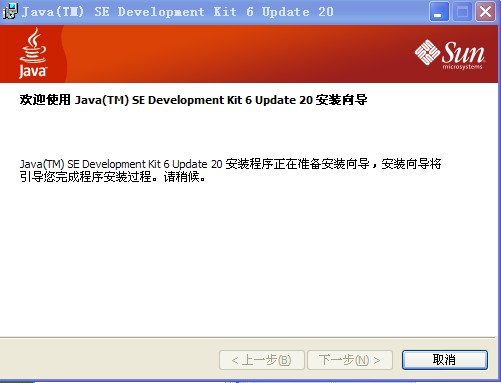 Java(TM) SE Development Kit 6 Update 20
Java
Sun
microsystems
欢迎使用 Java(TM) SE Development Kit 6 Update 20 安装向导
Java(TM) SE Development Kit 6 Update 20 安装程序正在准备安装向导，安装向导将
引导您完成程序安装过程。请稍候。
< 上一步(B)
下一步(N) >
取消